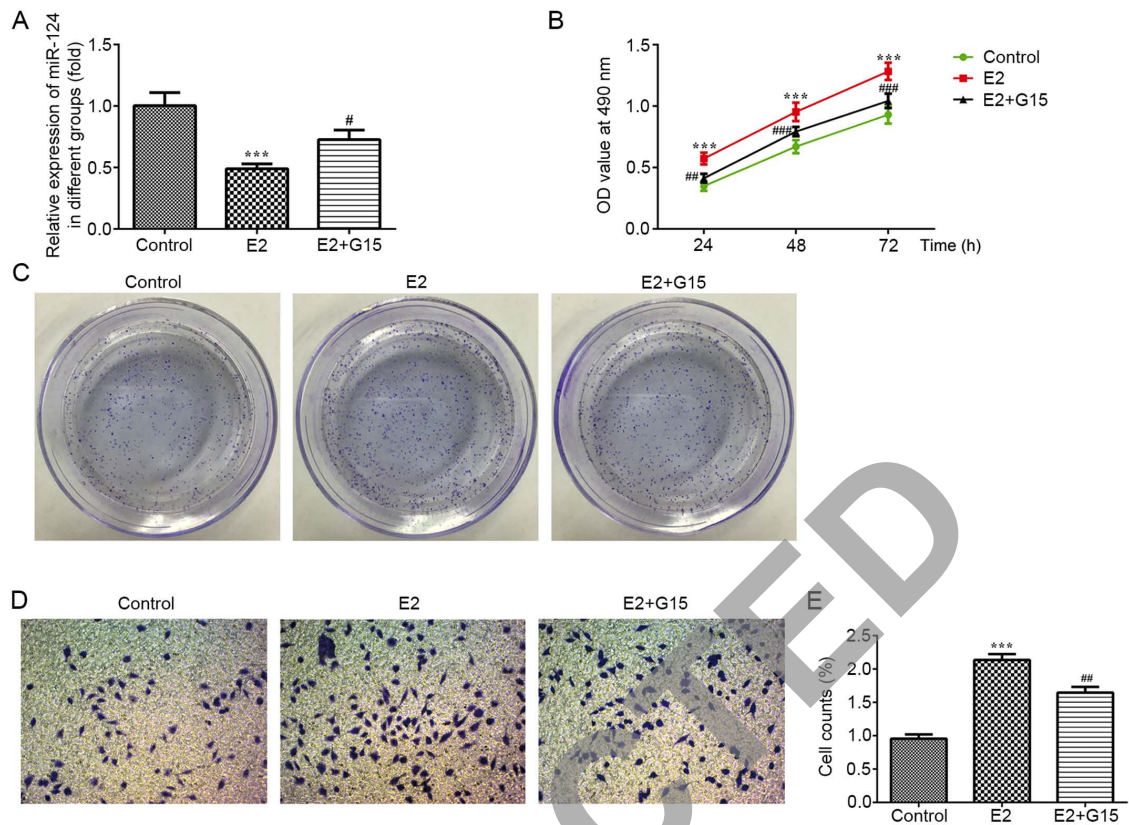 A
Relative expression of miR-124
in different groups (fold)
1.5
1.0
0.5
0.0
***
#
Control
E2
E2+G15
B
OD value at 490 nm
1.5
1.0
0.5
0.0
***
***
***
##
###
###
24
48
72
Time (h)
Control
E2
E2+G15
C
Control
E2
E2+G15
D
Control
E2
E2+G15
E
Cell counts (%)
2.5
2.0
1.5
1.0
0.5
0.0
***
##
Control
E2
E2+G15
CTED